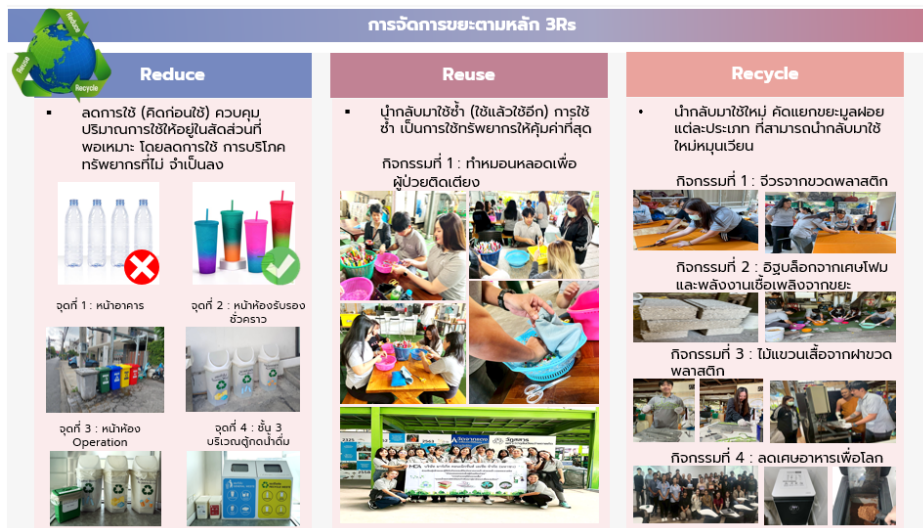 การจัดการขยะตามหลัก 3Rs
Reduce
Reuse
Recycle
Reduce
▪ ลดการใช้ (คิดก่อนใช้) ควบคุม
ปริมาณการใช้ให้อยู่ในสัดส่วนที่
พอเหมาะ โดยลดการใช้ การบริโภค
ทรัพยากรที่ไม่ จำเป็นลง
จุดที่ 1 : หน้าอาคาร
จุดที่ 2 : หน้าห้องรับรอง
ชั่วคราว
จุดที่ 3 : หน้าห้อง
Operation
จุดที่ 4 : ชั้น 3
บริเวณตู้กดน้ำดื่ม
Reuse
▪ นำกลับมาใช้ซ้ำ (ใช้แล้วใช้อีก) การใช้
ซ้ำ เป็นการใช้ทรัพยากรให้คุ้มค่าที่สุด
กิจกรรมที่ 1 : ทำหมอนหลอดเพื่อ
ผู้ป่วยติดเตียง
Recycle
• นำกลับมาใช้ใหม่ คัดแยกขยะมูลฝอย
แต่ละประเภท ที่สามารถนำกลับมาใช้
ใหม่หมุนเวียน
กิจกรรมที่ 1 : จีวรจากขวดพลาสติก
กิจกรรมที่ 2 : อิฐบล็อกจากเศษโฟม
และพลังงานเชื้อเพลิงจากขยะ
กิจกรรมที่ 3 : ไม้แขวนเสื้อจากฝาขวด
พลาสติก
กิจกรรมที่ 4 : ลดเศษอาหารเพื่อโลก